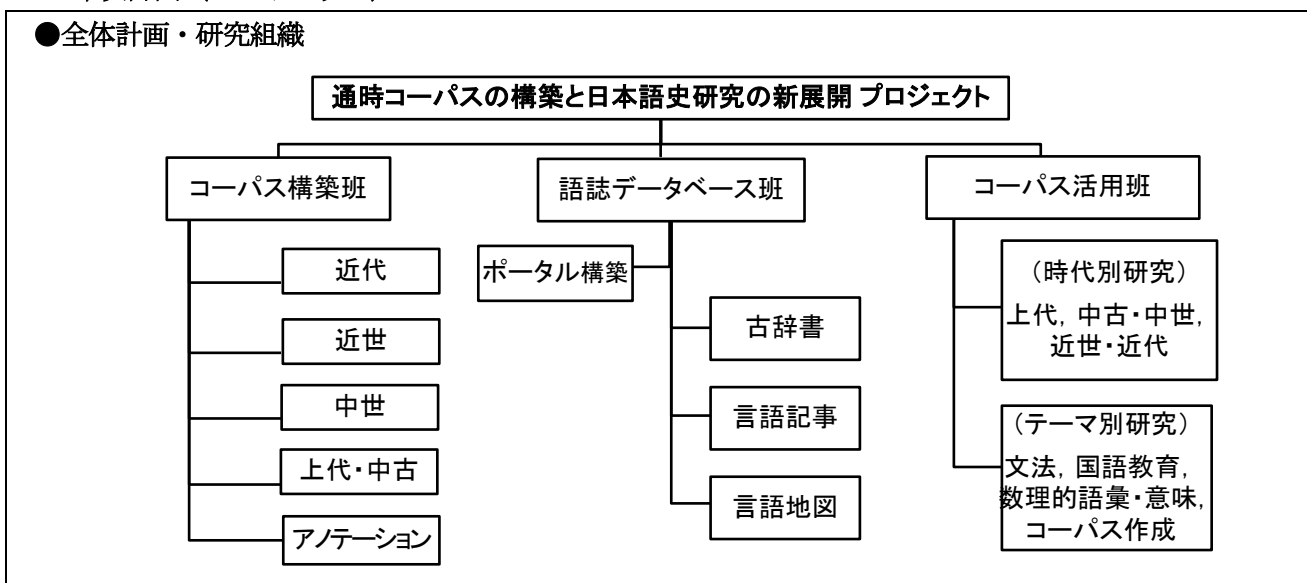 ●全体計画・研究組織
通時コーパスの構築と日本語史研究の新展開 プロジェクト
コーパス構築班
近代
近世
中世
上代・中古
アノテーション
語誌データベース班
ポータル構築
古辞書
言語記事
言語地図
コーパス活用班
（時代別研究）
上代，中古・中世，
近世・近代
（テーマ別研究）
文法，国語教育，
数理的語彙・意味，
コーパス作成